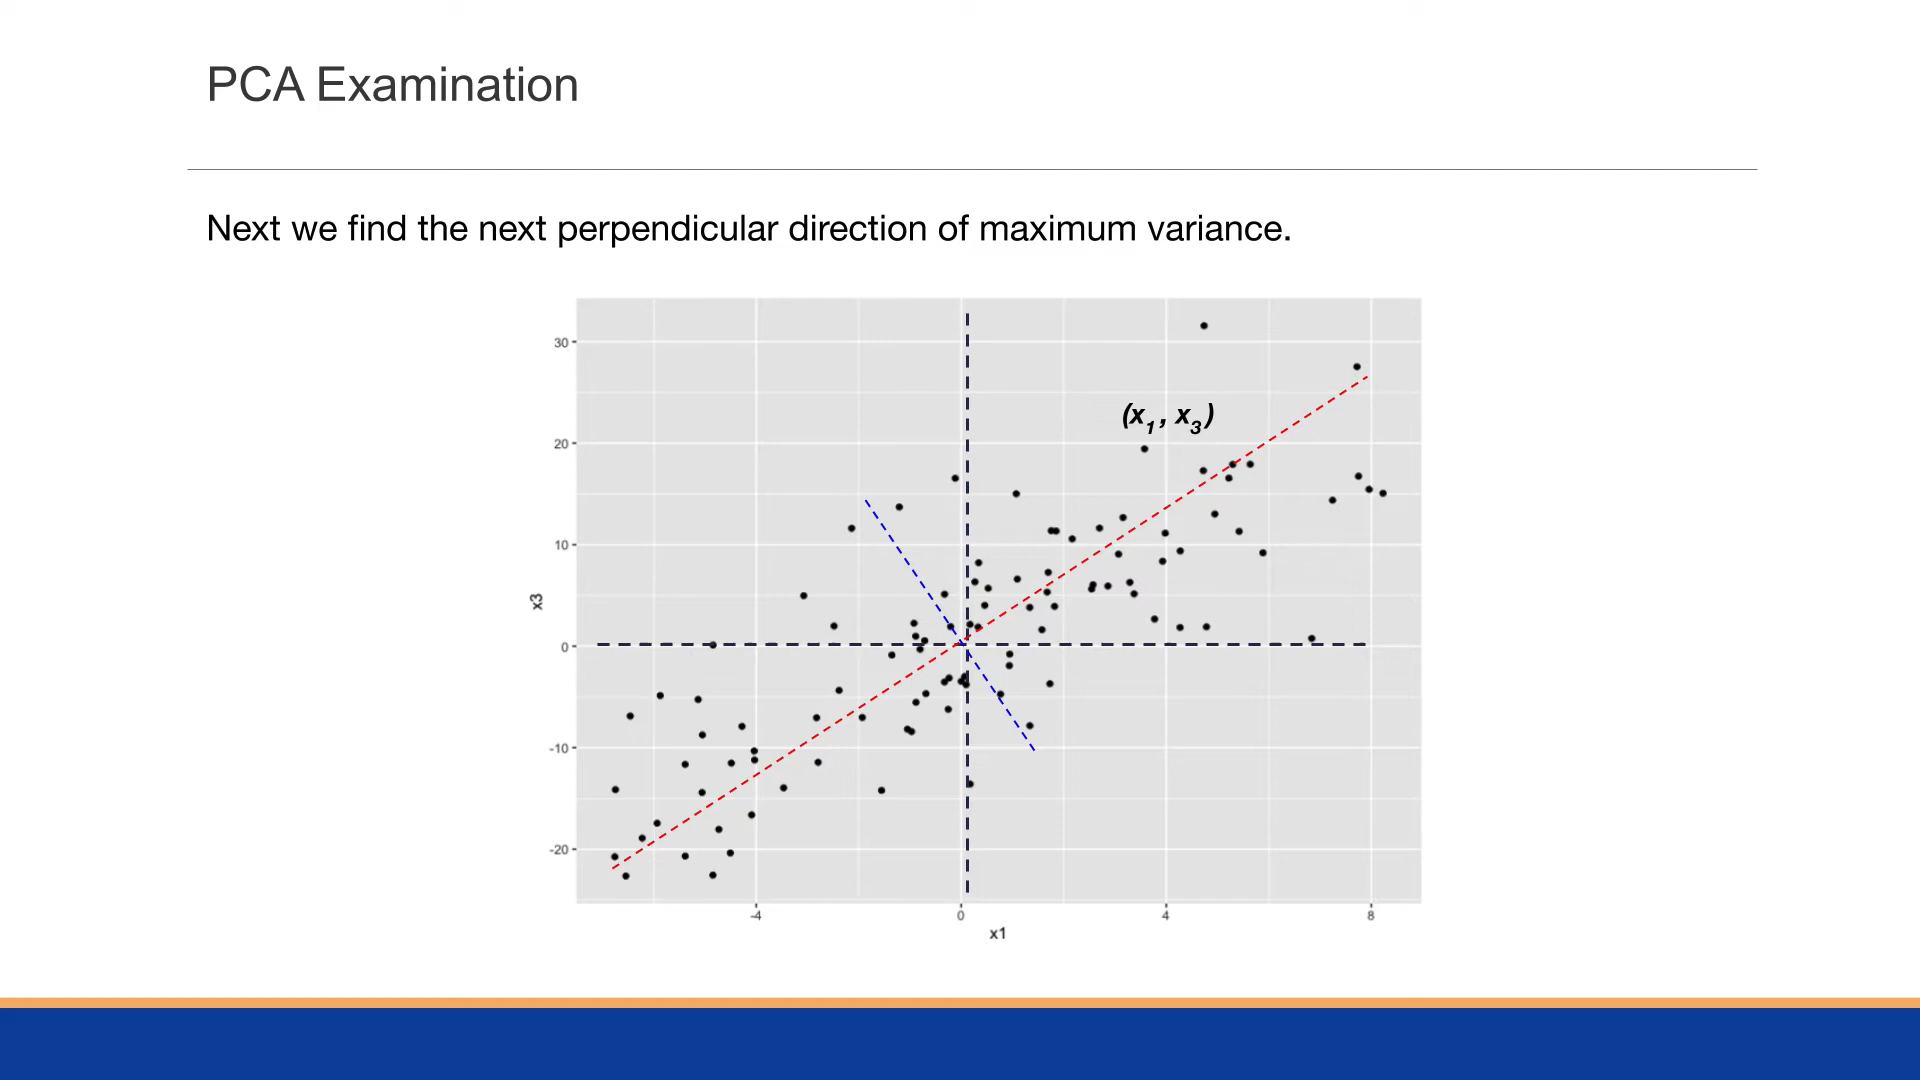 PCA Examination
Next we find the next perpendicular direction of maximum variance.
30
(x1, x3)
20
10
x3
0
-10
-20
-4 0 4 8
x1